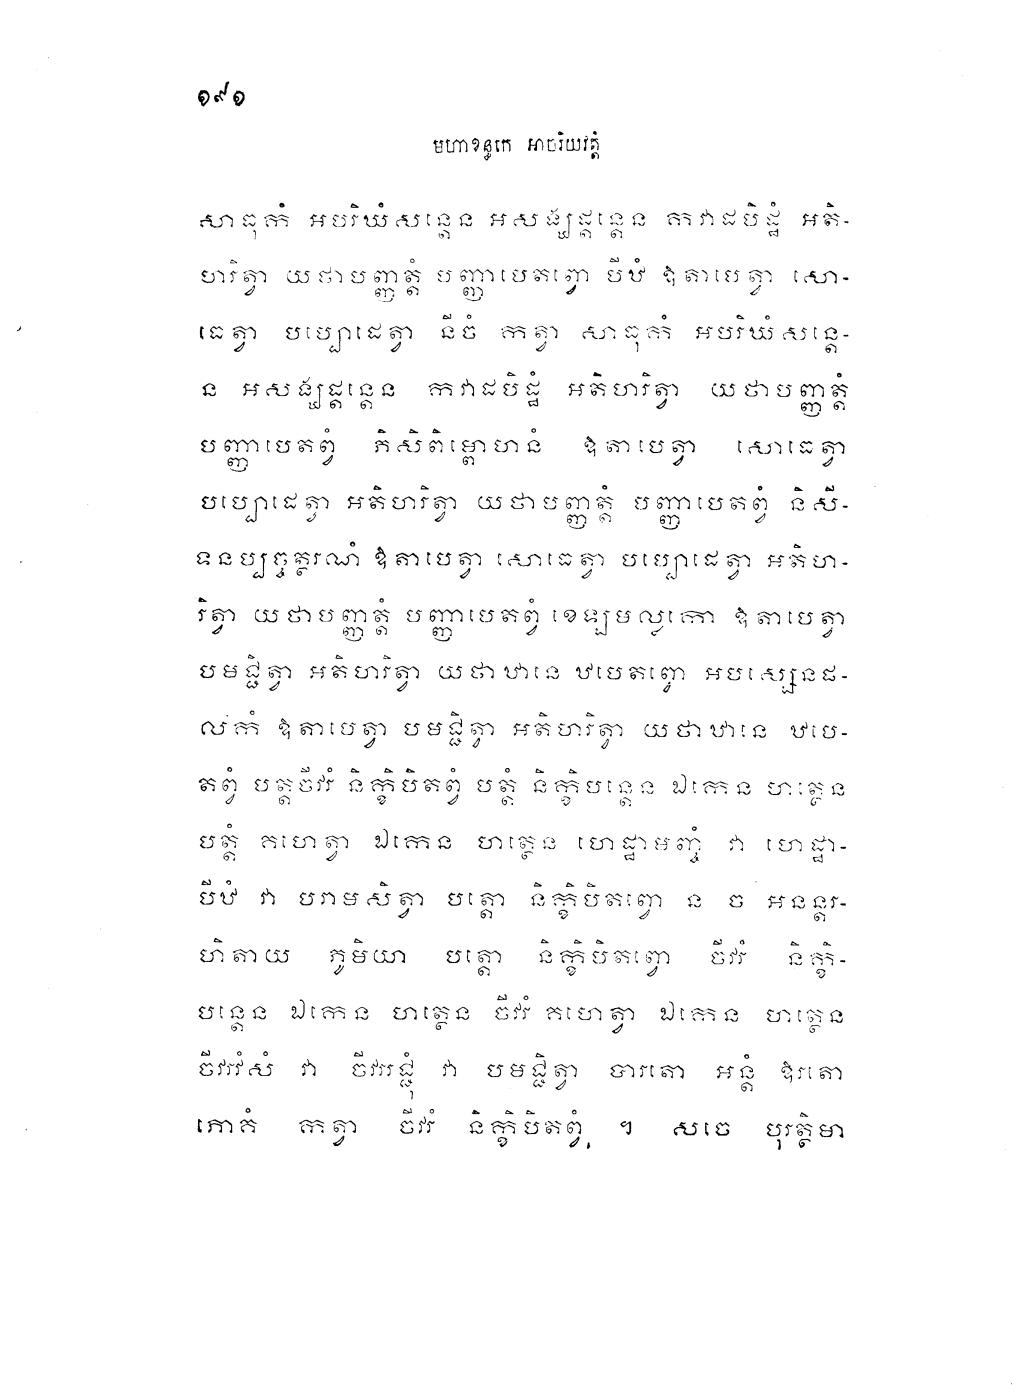 ១៩១
មហាខន្ធកេ អាចរិយវត្តំ
សាធុកំ អបរិឃំសន្តេន អសង្ឃដ្តន្តេន កវាដបិដ្ឋំ អតិ-
ហរិត្វា យថាបញ្ញត្តំ បញ្ញាបេតព្វោ បីឋំ ឱតាបេត្វា សោ-
ធេត្វា បប្បោដេត្វា នីចំ កត្វា សាធុកំ អបរិឃំសន្តេ-
ន អសង្ឃដ្តន្តេន កវាដបិដ្ឋំ អតិហរិត្វា យថាបញ្ញត្តំ
បញ្ញាបេតព្វំ ភិសិពិម្ពោហនំ ឱតាបេត្វា សោធេត្វា
បប្បោដេត្វា អតិហរិត្វា យថាបញ្ញត្តំ បញ្ញាបេតព្វំ និសី-
ទនប្បច្ចត្ថរណំ ឱតាបេត្វា សោធេត្វា បប្បោដេត្វា អតិហ-
រិត្វា យថាបញ្ញត្តំ បញ្ញាបេតព្វំ ខេឡមល្លកោ ឱតាបេត្វា
បមជ្ជិត្វា អតិហរិត្វា យថាឋានេ ឋបេតព្វោ អបស្សេនផ-
លកំ ឱតាបេត្វា បមជ្ជិត្វា អតិហរិត្វា យថាឋានេ ឋបេ-
តព្វំ បត្តចីវរំ និក្ខិបិតព្វំ បត្តំ និក្ខិបន្តេន ឯកេន ហត្ថេន
បត្តំ គហេត្វា ឯកេន ហត្ថេន ហេដ្ឋាមញ្ចំ វា ហេដ្ឋា-
បីឋំ វា បរាមសិត្វា បត្តោ និក្ខិបិតព្វោ ន ច អនន្តរ-
ហិតាយ ភូមិយា បត្តោ និក្ខិបិតព្វោ ចីវរំ និក្ខិ-
បន្តេន ឯកេន ហត្ថេន ចីវរំ គហេត្វា ឯកេន ហត្ថេន
ចីវរវំសំ វា ចីវររជ្ជុំ វា បមជ្ជិត្វា បារតោ អន្តំ ឱរតោ
ភោគំ កត្វា ចីវរំ និក្ខិបិតព្វំ ។ សចេ បុរត្ថិមា